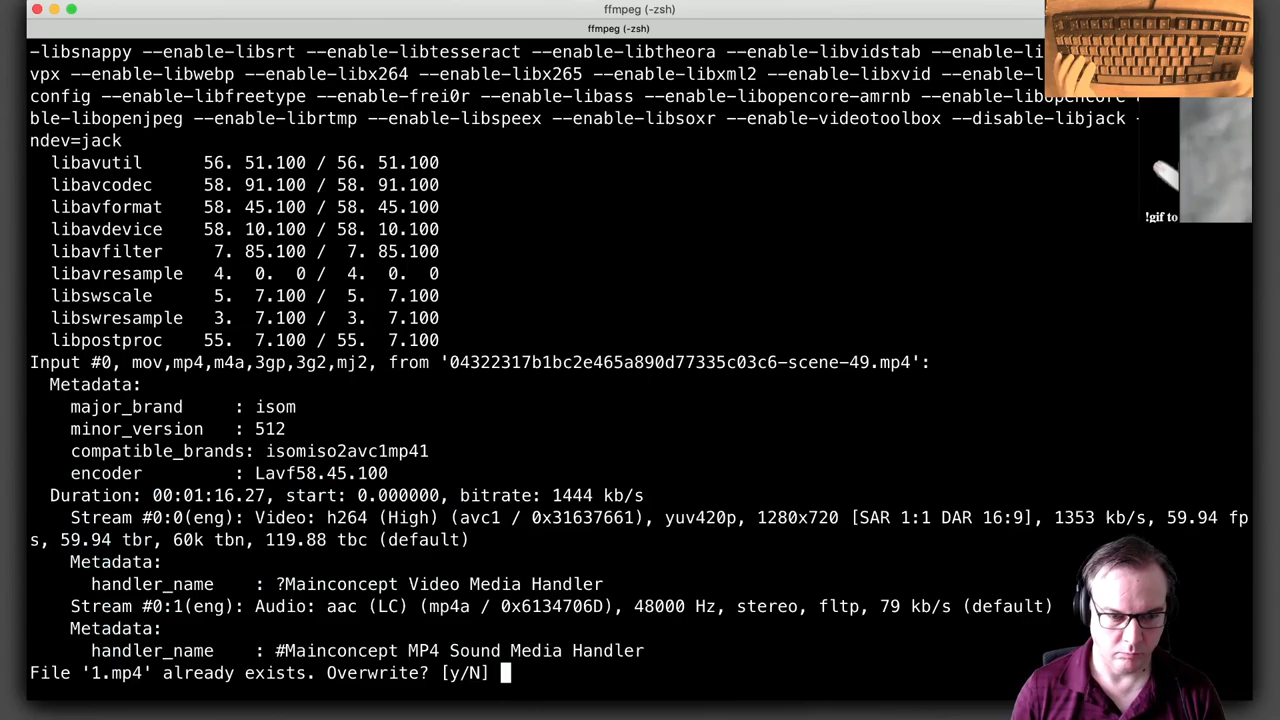 ffmpeg (-zsh)
ffmpeg (-zsh)
-libsnappy --enable-libsrt --enable-libtesseract --enable-libtheora --enable-libvidstab --enable-li
vpx --enable-libwebp --enable-libx264 --enable-libx265 --enable-libxml2 --enable-libxvid --enable-l
config --enable-libfreetype --enable-frei0r --enable-libass --enable-libopencore-amrnb --enable-libopencore
ble-libopenjpeg --enable-librtmp --enable-libspeex --enable-libsoxr --enable-videotoolbox --disable-libjack -
ndev=jack
libavutil 56. 51.100 / 56. 51.100
libavcodec 58. 91.100 / 58. 91.100
libavformat 58. 45.100 / 58. 45.100
libavdevice 58. 10.100 / 58. 10.100
libavfilter 7. 85.100 / 7. 85.100
libavresample 4. 0. 0 / 4. 0. 0
libswscale 5. 7.100 / 5. 7.100
libswresample 3. 7.100 / 3. 7.100
libpostproc 55. 7.100 / 55. 7.100
!gif to
Input #0, mov,mp4,m4a,3gp,3g2,mj2, from '04322317b1bc2e465a890d77335c03c6-scene-49.mp4':
Metadata:
major_brand : isom
minor_version : 512
compatible_brands: isomiso2avc1mp41
encoder : Lavf58.45.100
Duration: 00:01:16.27, start: 0.000000, bitrate: 1444 kb/s
Stream #0:0(eng): Video: h264 (High) (avc1 / 0x31637661), yuv420p, 1280x720 [SAR 1:1 DAR 16:9], 1353 kb/s, 59.94 fp
s, 59.94 tbr, 60k tbn, 119.88 tbc (default)
Metadata:
handler_name : ?Mainconcept Video Media Handler
Stream #0:1(eng): Audio: aac (LC) (mp4a / 0x6134706D), 48000 Hz, stereo, fltp, 79 kb/s (default)
Metadata:
handler_name : #Mainconcept MP4 Sound Media Handler
File '1.mp4' already exists. Overwrite? [y/N]